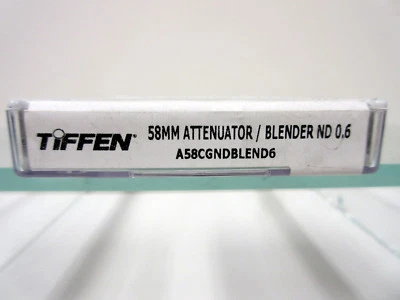 TIFFEN 58MM ATTENUATOR / BLENDER ND 0.6
A58CGNDBLEND6